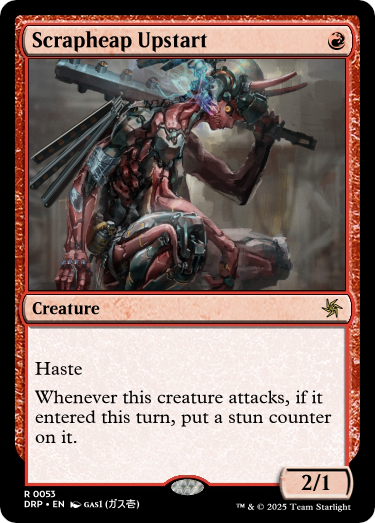 Scrapheap Upstart
Creature
Haste
Whenever this creature attacks, if it
entered this turn, put a stun counter
on it.
2/1
R 0053
DRP • EN GAS1 (ガス壱)
™ & © 2025 Team Starlight